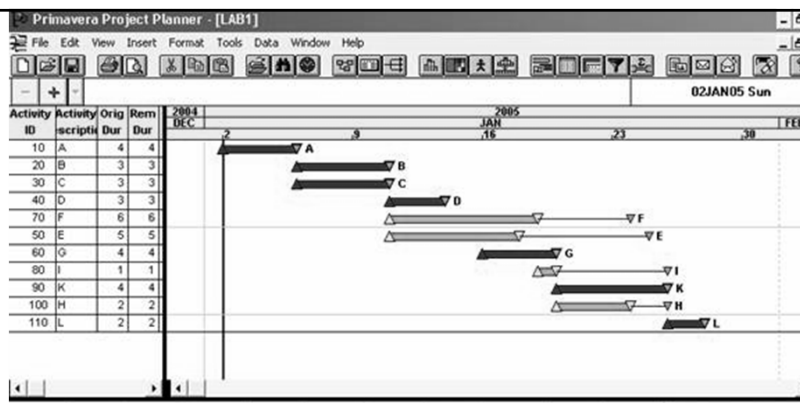 Primavera Project Planner - [LAB1]
File Edit View Insert Format Tools Data Window Help
02JAN05 Sun
Activity Activity Orig Rem 2004 2005
ID scriptio Dur Dur DEC JAN FE
2 9 16 23 30
10 A 4 4 A
20 B 3 3 B
30 C 3 3 C
40 D 3 3 D
70 F 6 6 F
50 E 5 5 E
60 G 4 4 G
80 I 1 1 I
90 K 4 4 K
100 H 2 2 H
110 L 2 2 L